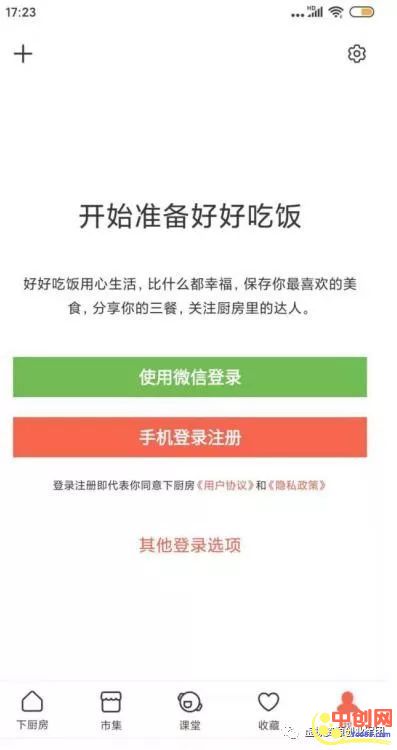 17:23
HD
开始准备好好吃饭
好好吃饭用心生活，比什么都幸福，保存你最喜欢的美
食，分享你的三餐，关注厨房里的达人。
使用微信登录
手机登录注册
登录注册即代表你同意下厨房《用户协议》和《隐私政策》
其他登录选项
下厨房
市集
课堂
收藏
中创网